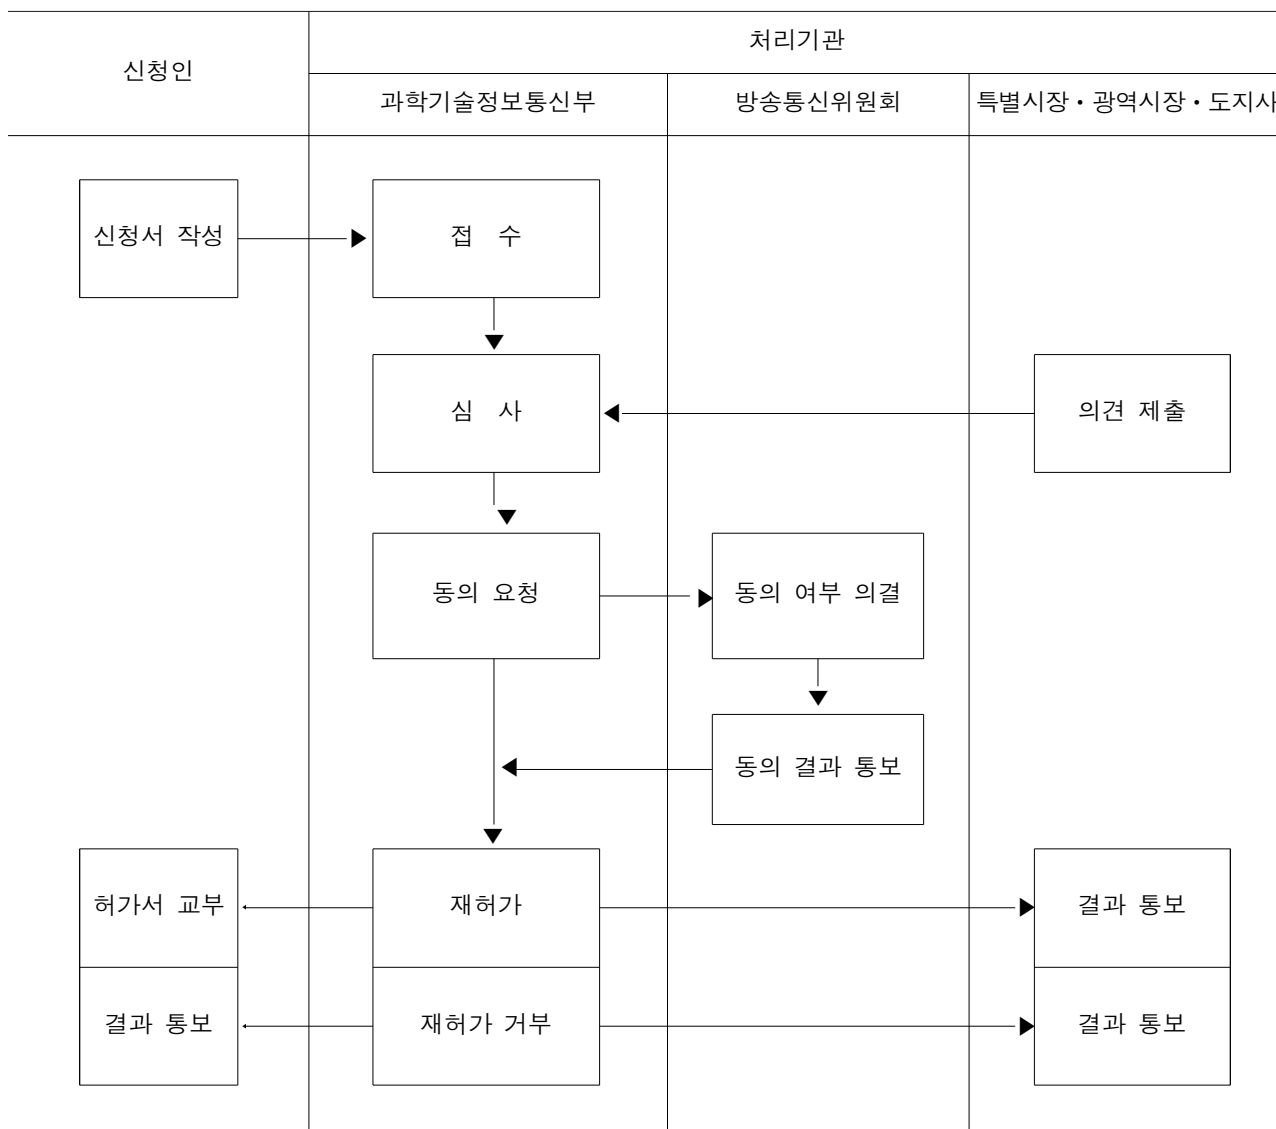 신청인
처리기관
과학기술정보통신부
방송통신위원회
특별시장・광역시장・도지사
신청서 작성
접 수
심 사
의견 제출
동의 요청
동의 여부 의결
동의 결과 통보
허가서 교부
재허가
결과 통보
결과 통보
재허가 거부
결과 통보